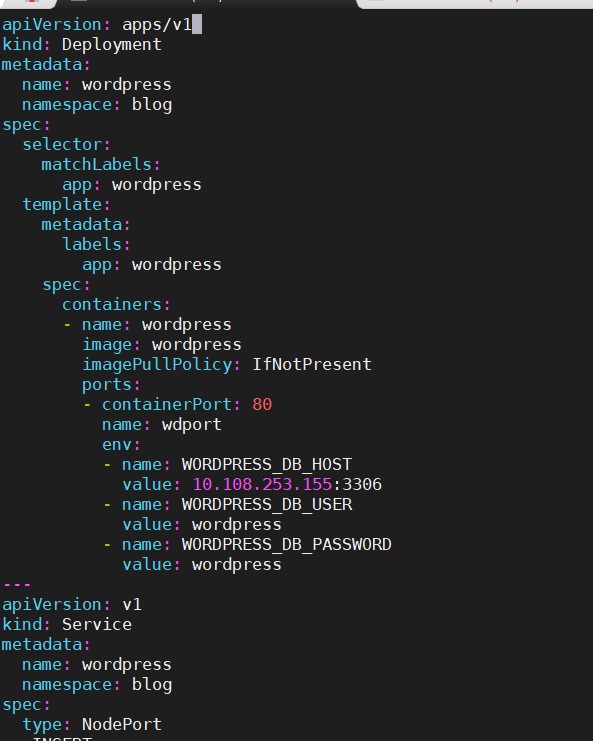 apiVersion: apps/v1
kind: Deployment
metadata:
  name: wordpress
  namespace: blog
spec:
  selector:
    matchLabels:
      app: wordpress
  template:
    metadata:
      labels:
        app: wordpress
    spec:
      containers:
      - name: wordpress
        image: wordpress
        imagePullPolicy: IfNotPresent
        ports:
        - containerPort: 80
          name: wdport
          env:
          - name: WORDPRESS_DB_HOST
            value: 10.108.253.155:3306
          - name: WORDPRESS_DB_USER
            value: wordpress
          - name: WORDPRESS_DB_PASSWORD
            value: wordpress
---
apiVersion: v1
kind: Service
metadata:
  name: wordpress
  namespace: blog
spec:
  type: NodePort